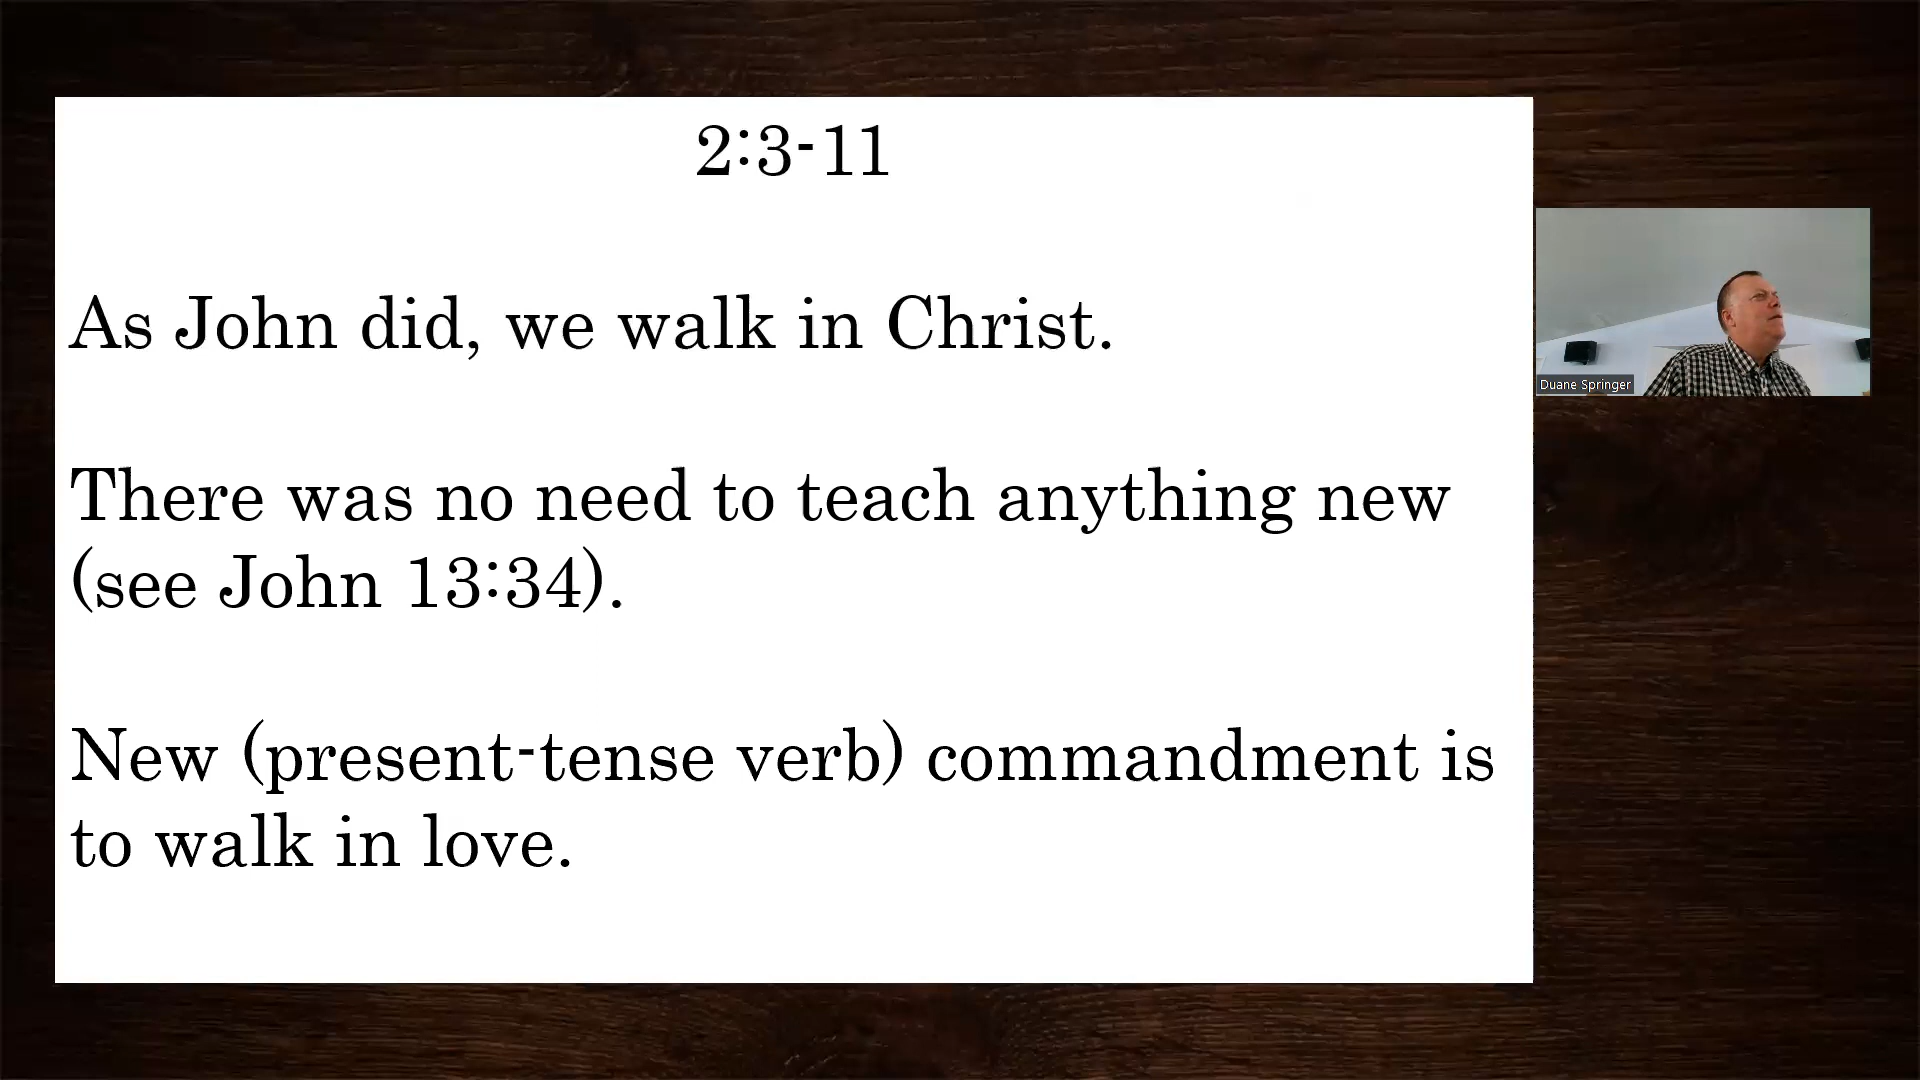 2:3-11
As John did, we walk in Christ.
There was no need to teach anything new
(see John 13:34).
New (present-tense verb) commandment is
to walk in love.
Duane Springer